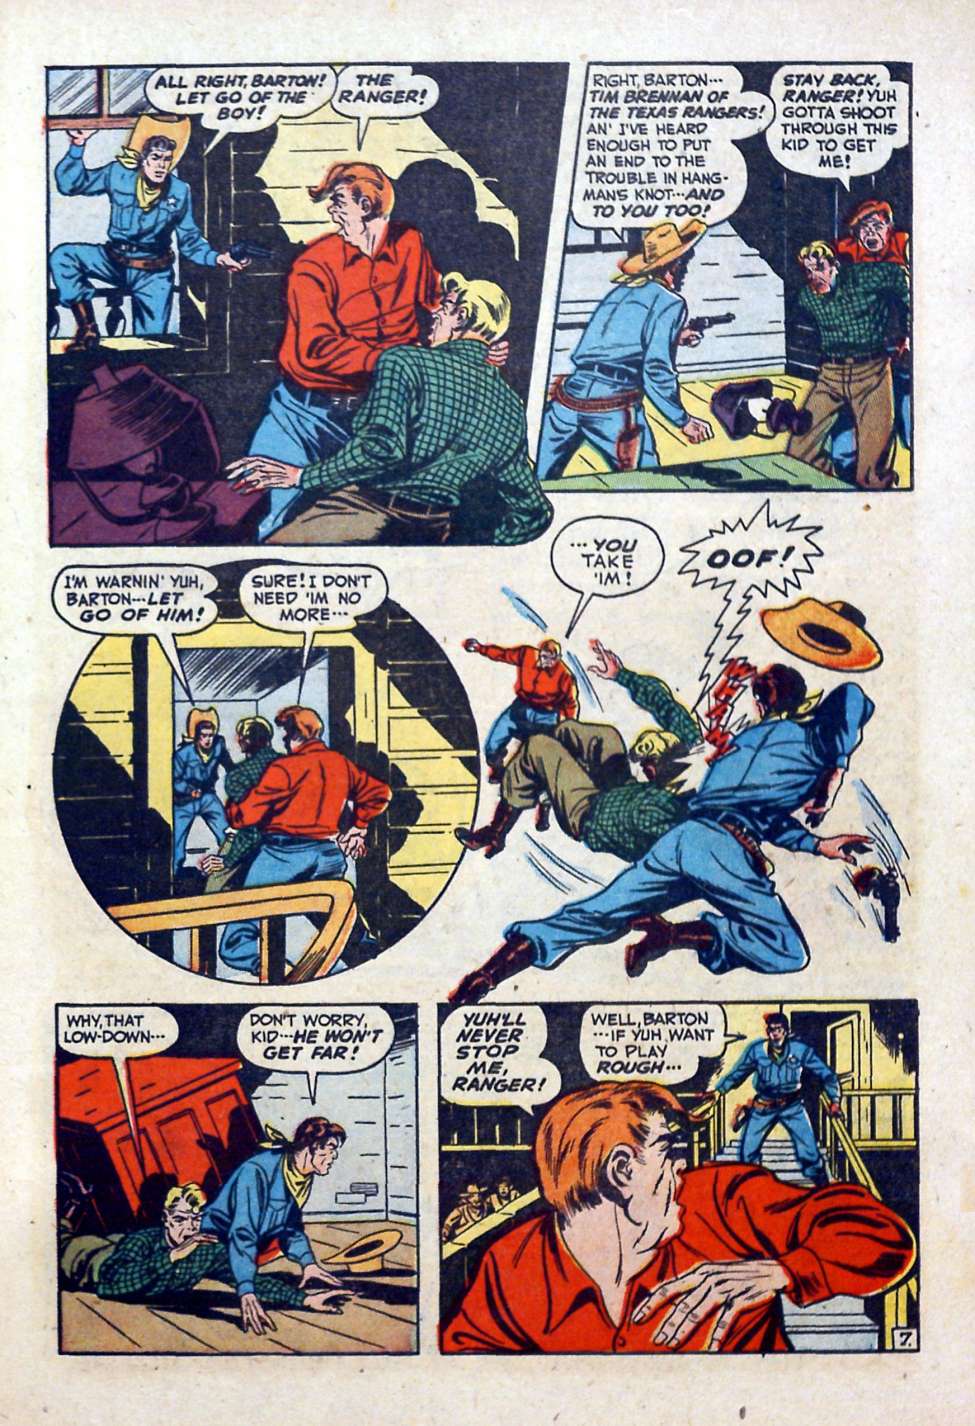 ALL RIGHT, BARTON!
LET GO OF THE
BOY!
THE
RANGER!
RIGHT, BARTON---
TIM BRENNAN OF
THE TEXAS RANGERS!
AN' I'VE HEARD
ENOUGH TO PUT
AN END TO THE
TROUBLE IN HANG-
MAN'S KNOT---AND
TO YOU TOO!
STAY BACK,
RANGER! YUH
GOTTA SHOOT
THROUGH THIS
KID TO GET
ME!
I'M WARNIN' YUH,
BARTON---LET
GO OF HIM!
SURE! I DON'T
NEED 'IM NO
MORE---
---YOU
TAKE
'IM!
OOF!
WHY, THAT
LOW-DOWN---
DON'T WORRY,
KID---HE WON'T
GET FAR!
YUH'LL
NEVER
STOP
ME,
RANGER!
WELL, BARTON
---IF YUH WANT
TO PLAY
ROUGH---
7.